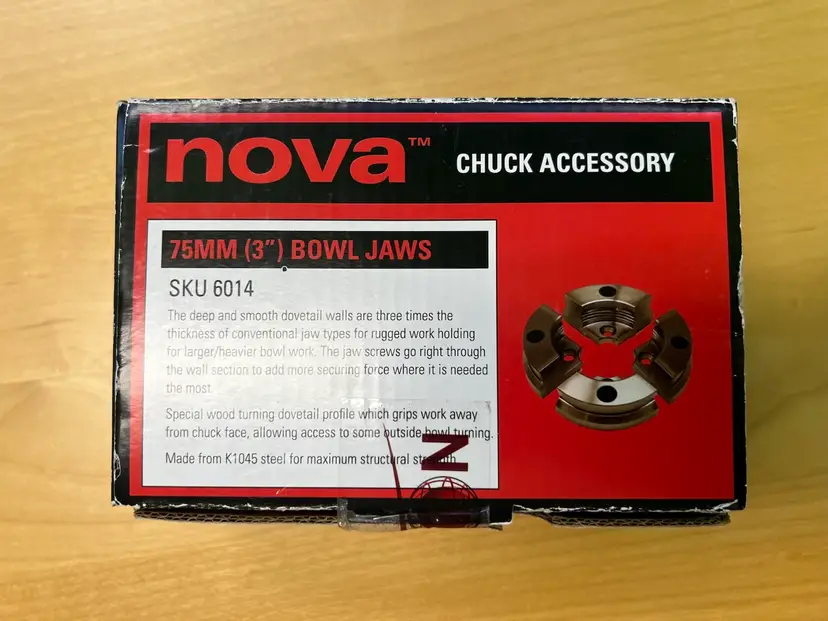 nova™
CHUCK ACCESSORY
75MM (3") BOWL JAWS
SKU 6014
The deep and smooth dovetail walls are three times the
thickness of conventional jaw types for rugged work holding
for larger/heavier bowl work. The jaw screws go right through
the wall section to add more securing force where it is needed
the most.
Special wood turning dovetail profile which grips work away
from chuck face, allowing access to some outside bowl turning.
Made from K1045 steel for maximum structural strength.